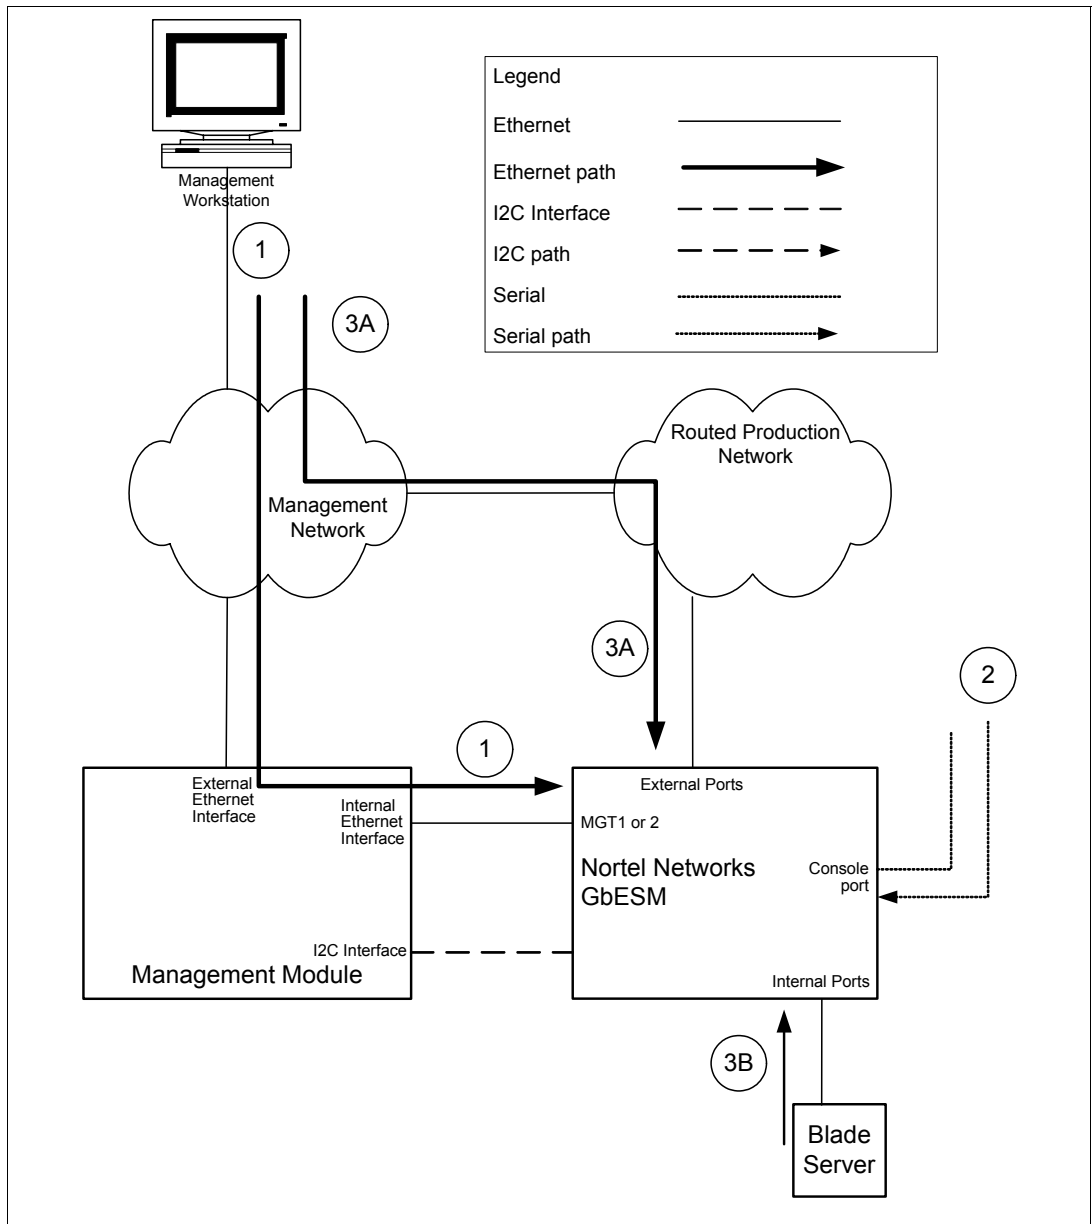 Legend
Ethernet
Ethernet path
I2C Interface
I2C path
Serial
Serial path
Management
Workstation
1
3A
Routed Production
Network
Management
Network
3A
2
1
External
Ethernet
Interface
Internal
Ethernet
Interface
External Ports
MGT1 or 2
Nortel Networks
GbESM
Console
port
I2C Interface
Management Module
Internal Ports
3B
Blade
Server